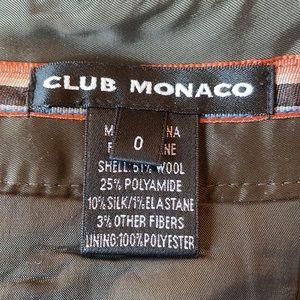 CLUB MONACO
0
SHELL: 61% WOOL
25% POLYAMIDE
10% SILK/1% ELASTANE
3% OTHER FIBERS
LINING: 100% POLYESTER